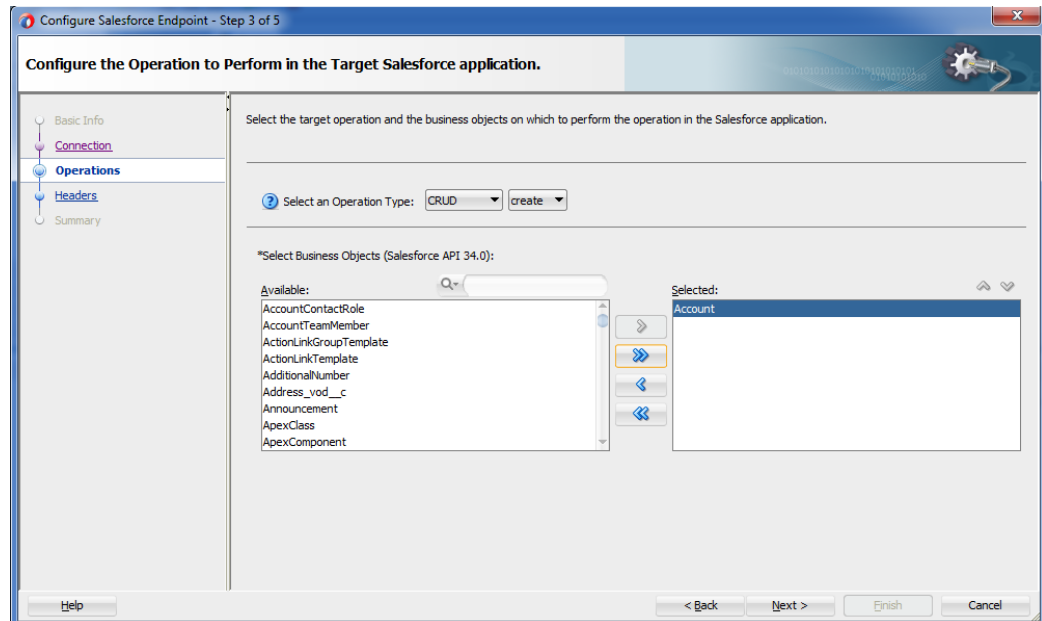 Configure Salesforce Endpoint - Step 3 of 5
Configure the Operation to Perform in the Target Salesforce application.
Basic Info
Connection
Operations
Headers
Summary
Select the target operation and the business objects on which to perform the operation in the Salesforce application.
Select an Operation Type: CRUD create
*Select Business Objects (Salesforce API 34.0):
Available:
AccountContactRole
AccountTeamMember
ActionLinkGroupTemplate
ActionLinkTemplate
AdditionalNumber
Address_vod__c
Announcement
ApexClass
ApexComponent
Selected:
Account
Help
< Back Next > Finish Cancel